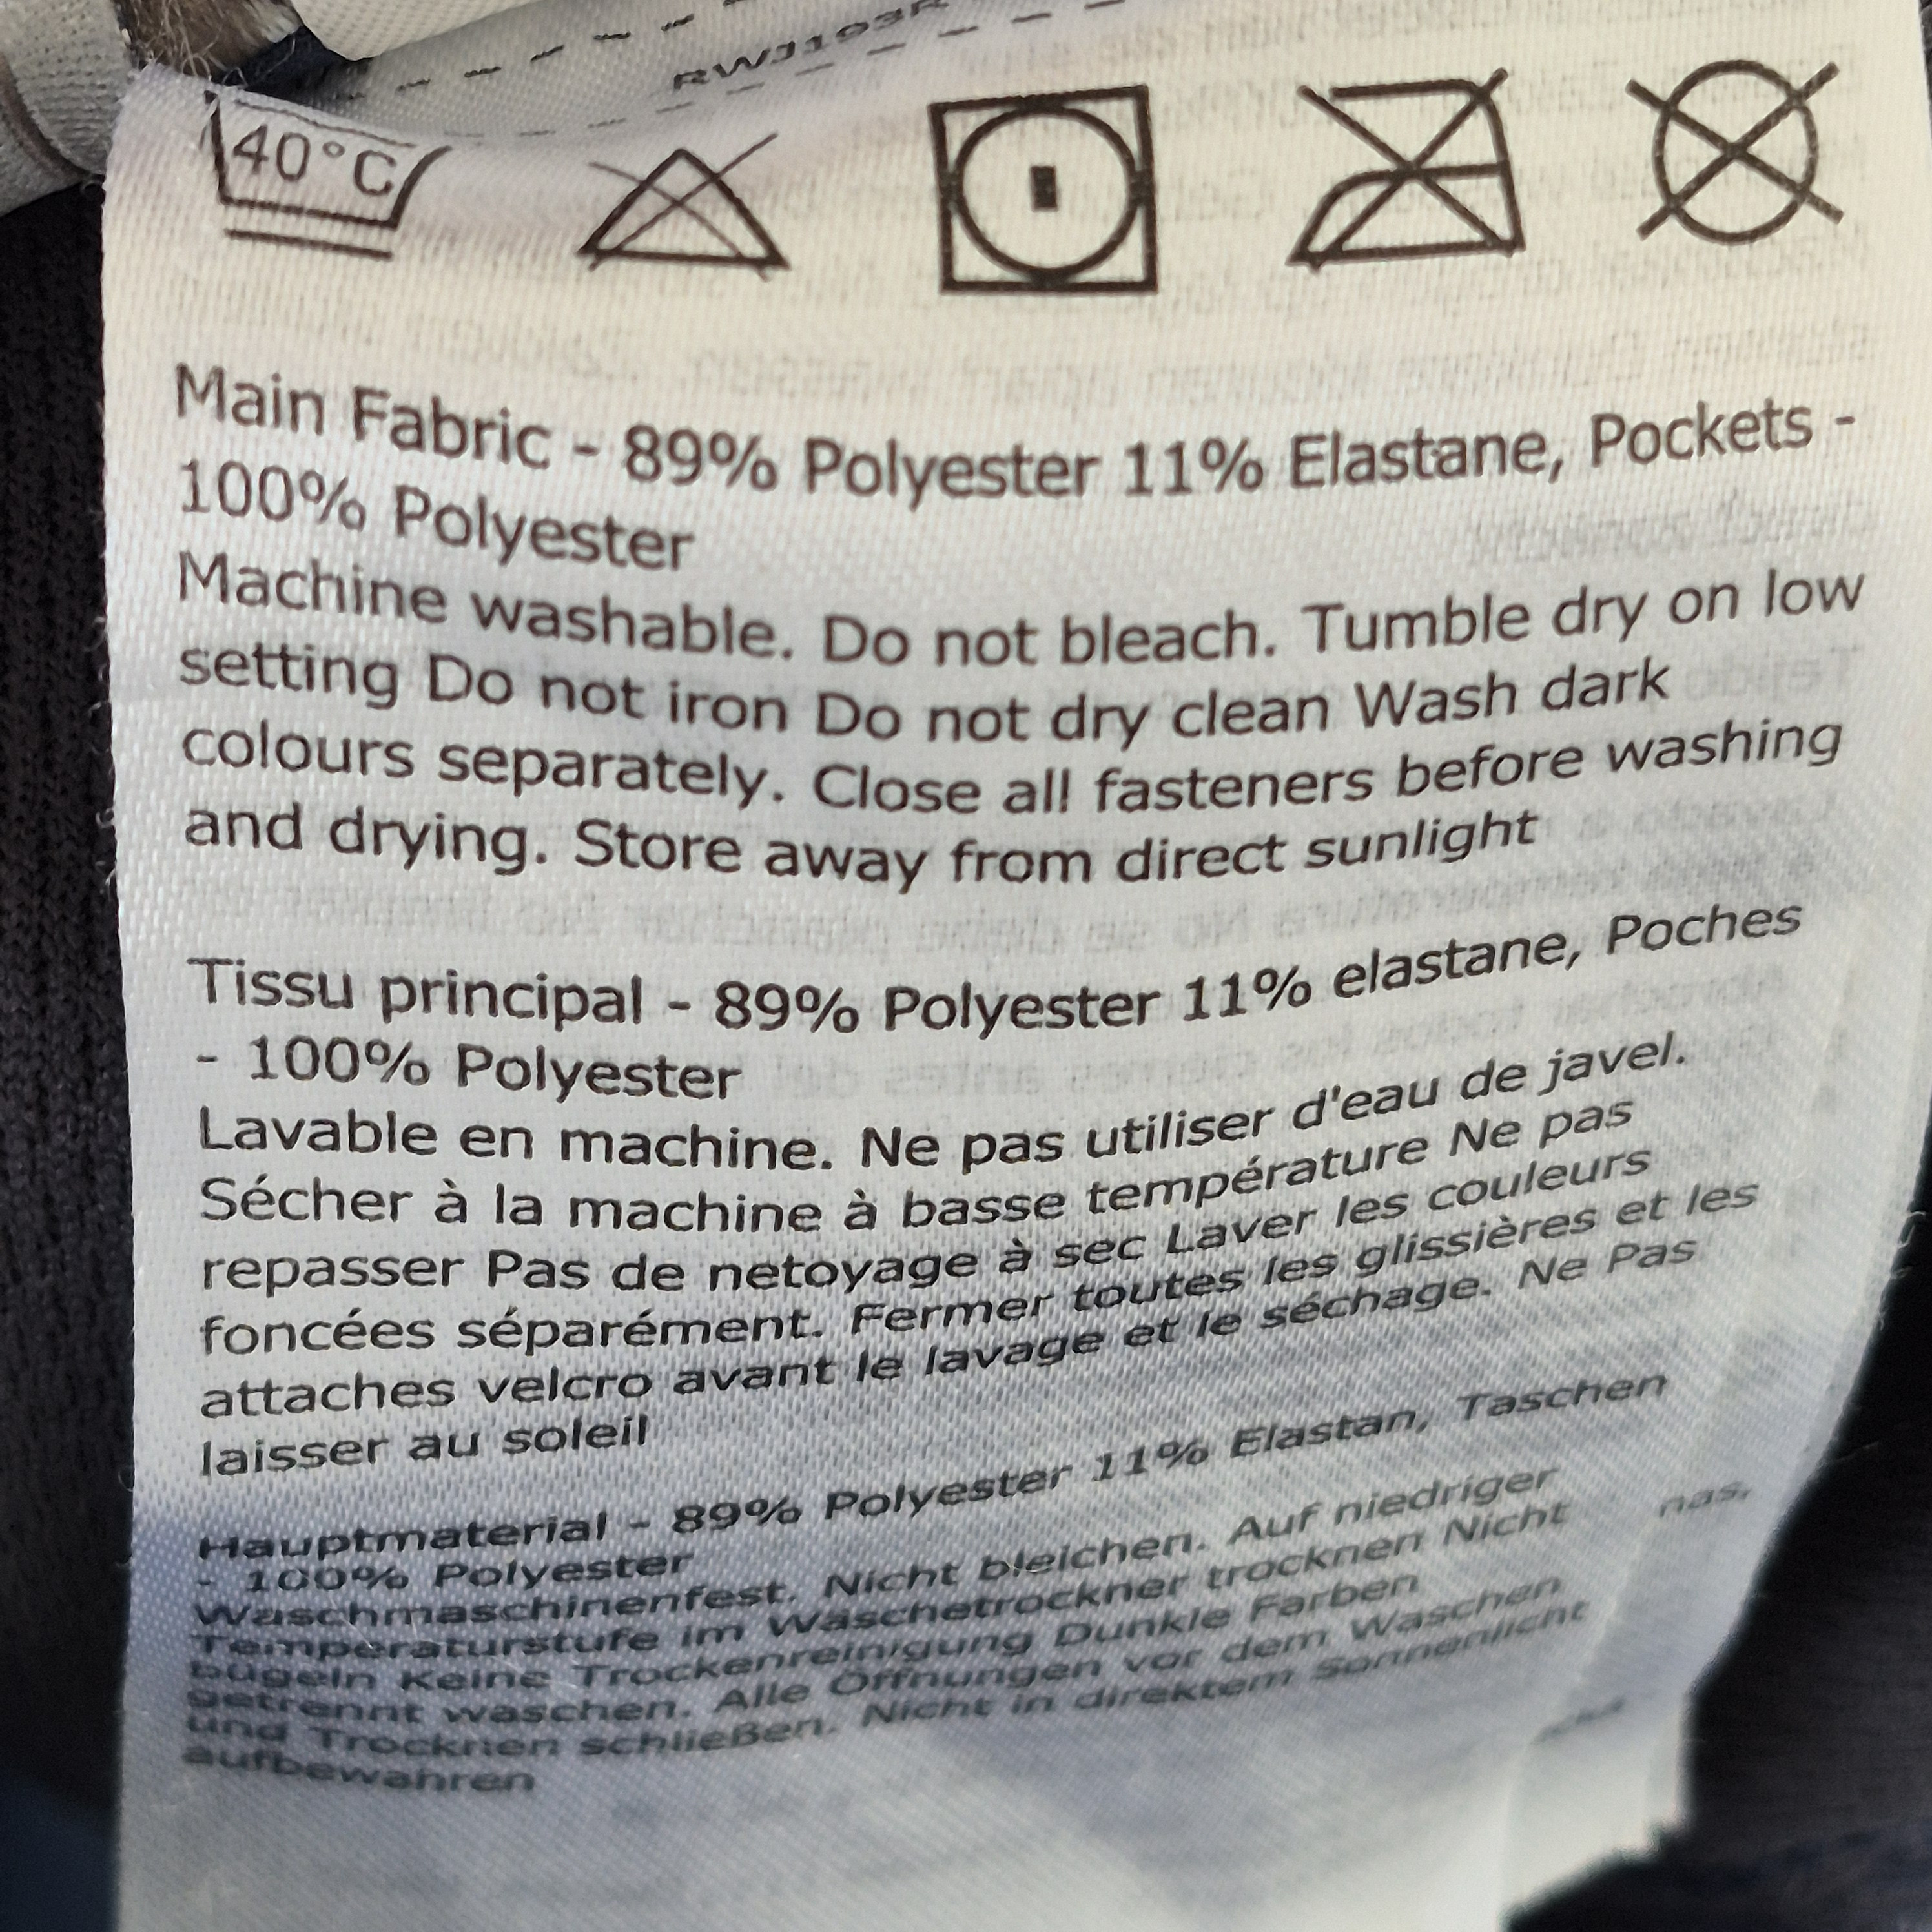 RWJ193R
40°C
Main Fabric - 89% Polyester 11% Elastane, Pockets -
100% Polyester
Machine washable. Do not bleach. Tumble dry on low
setting Do not iron Do not dry clean Wash dark
colours separately. Close all fasteners before washing
and drying. Store away from direct sunlight
Tissu principal - 89% Polyester 11% elastane, Poches
- 100% Polyester
Lavable en machine. Ne pas utiliser d'eau de javel.
Sécher à la machine à basse température Ne pas
repasser Pas de netoyage à sec Laver les couleurs
foncées séparément. Fermer toutes les glissières et les
attaches velcro avant le lavage et le séchage. Ne Pas
laisser au soleil
Hauptmaterial - 89% Polyester 11% Elastan, Taschen
- 100% Polyester
Waschmaschinenfest. Nicht bleichen. Auf niedriger
Temperaturstufe im Wäschetrockner trocknen Nicht
bügeln Keine Trockenreinigung Dunkle Farben
getrennt waschen. Alle Öffnungen vor dem Waschen
und Trocknen schließen. Nicht in direktem Sonnenlicht
aufbewahren